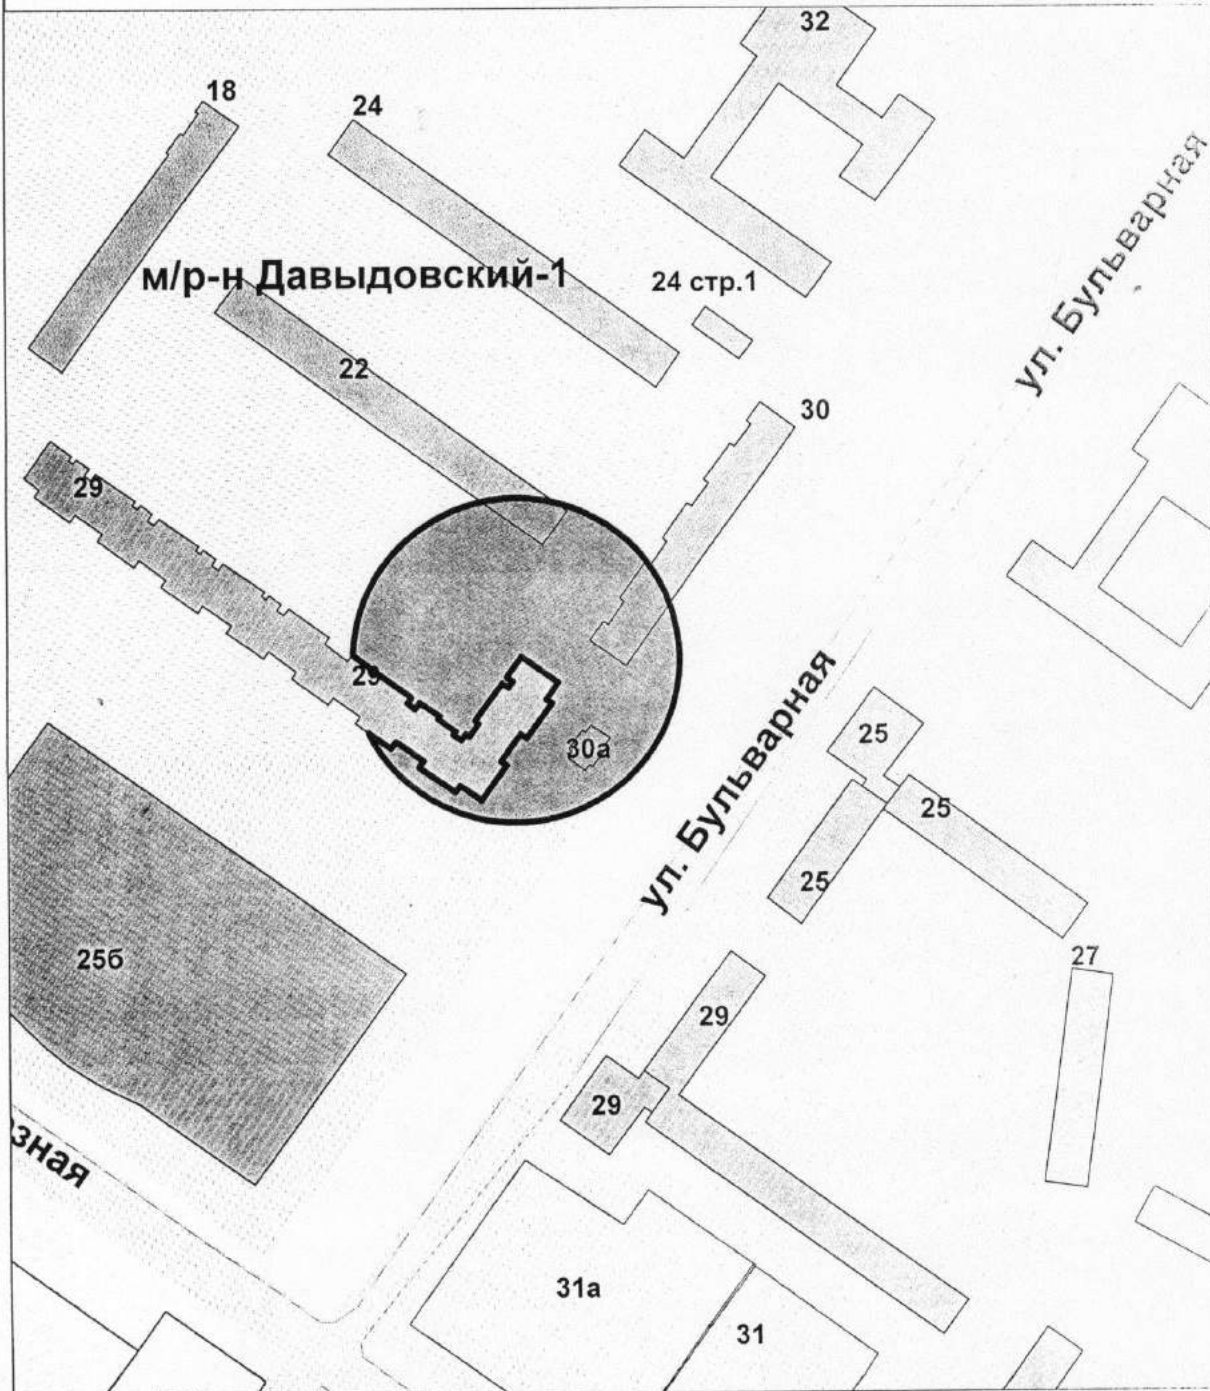 32
18
24
ул. Бульварная
м/р-н Давыдовский-1
24 стр.1
22
30
29
29
30а
ул. Бульварная
25
25
25
25б
27
29
29
зная
31а
31